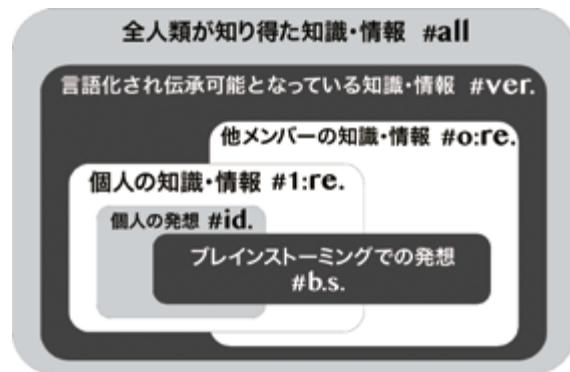 全人類が知り得た知識・情報 #all
言語化され伝承可能となっている知識・情報 #ver.
他メンバーの知識・情報 #o:re.
個人の知識・情報 #1:re.
個人の発想 #id.
ブレインストーミングでの発想
#b.s.